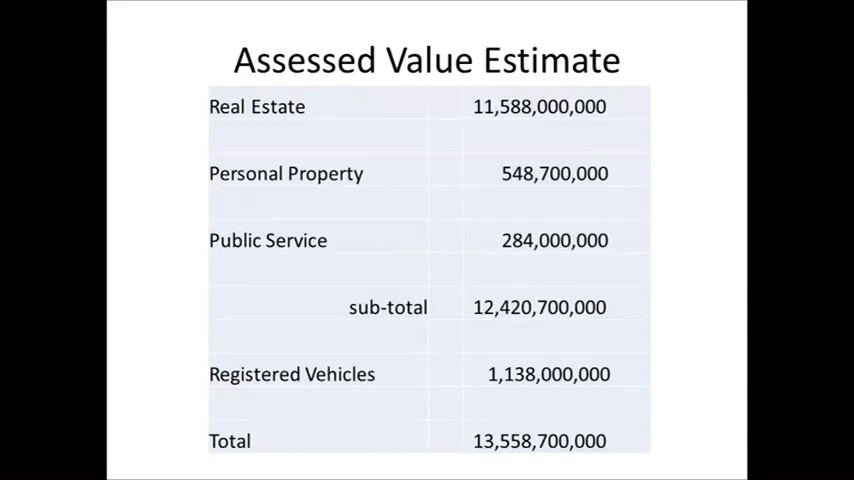 Assessed Value Estimate
Real Estate 11,588,000,000
Personal Property 548,700,000
Public Service 284,000,000
sub-total 12,420,700,000
Registered Vehicles 1,138,000,000
Total 13,558,700,000